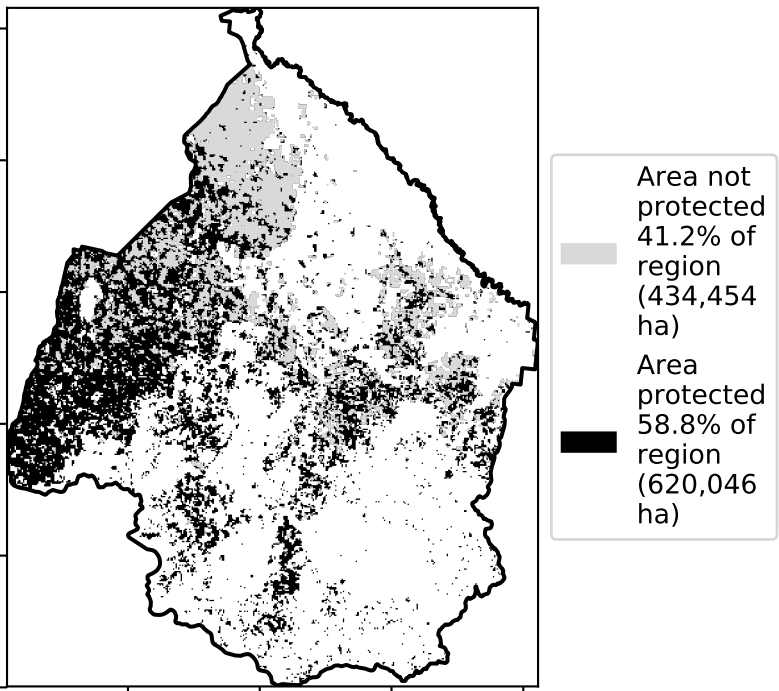 Area not
protected
41.2% of
region
(434,454
ha)
Area
protected
58.8% of
region
(620,046
ha)